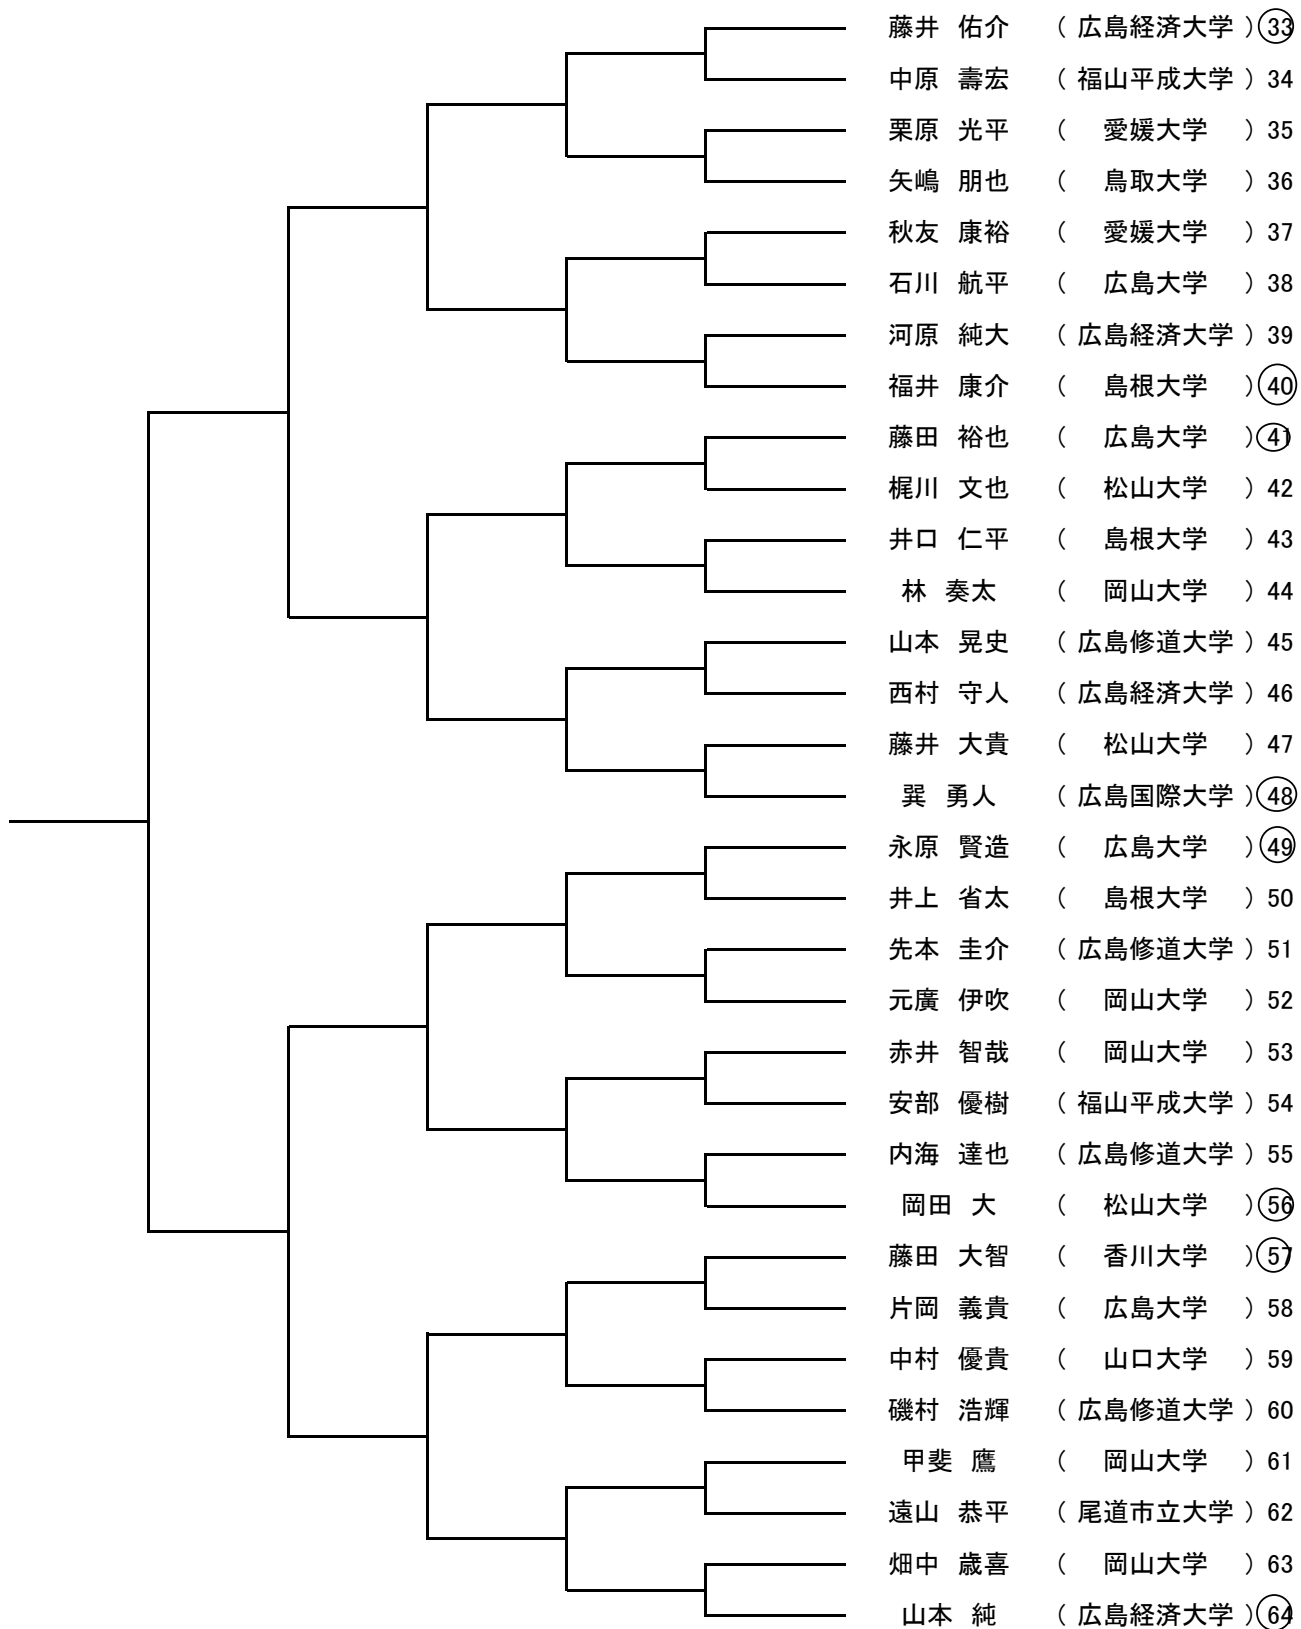 藤井 佑介 ( 広島経済大学 ) 33
中原 壽宏 ( 福山平成大学 ) 34
栗原 光平 ( 愛媛大学 ) 35
矢嶋 朋也 ( 鳥取大学 ) 36
秋友 康裕 ( 愛媛大学 ) 37
石川 航平 ( 広島大学 ) 38
河原 純大 ( 広島経済大学 ) 39
福井 康介 ( 島根大学 ) 40
藤田 裕也 ( 広島大学 ) 41
梶川 文也 ( 松山大学 ) 42
井口 仁平 ( 島根大学 ) 43
林 奏太 ( 岡山大学 ) 44
山本 晃史 ( 広島修道大学 ) 45
西村 守人 ( 広島経済大学 ) 46
藤井 大貴 ( 松山大学 ) 47
巽 勇人 ( 広島国際大学 ) 48
永原 賢造 ( 広島大学 ) 49
井上 省太 ( 島根大学 ) 50
先本 圭介 ( 広島修道大学 ) 51
元廣 伊吹 ( 岡山大学 ) 52
赤井 智哉 ( 岡山大学 ) 53
安部 優樹 ( 福山平成大学 ) 54
内海 達也 ( 広島修道大学 ) 55
岡田 大 ( 松山大学 ) 56
藤田 大智 ( 香川大学 ) 57
片岡 義貴 ( 広島大学 ) 58
中村 優貴 ( 山口大学 ) 59
磯村 浩輝 ( 広島修道大学 ) 60
甲斐 鷹 ( 岡山大学 ) 61
遠山 恭平 ( 尾道市立大学 ) 62
畑中 歳喜 ( 岡山大学 ) 63
山本 純 ( 広島経済大学 ) 64